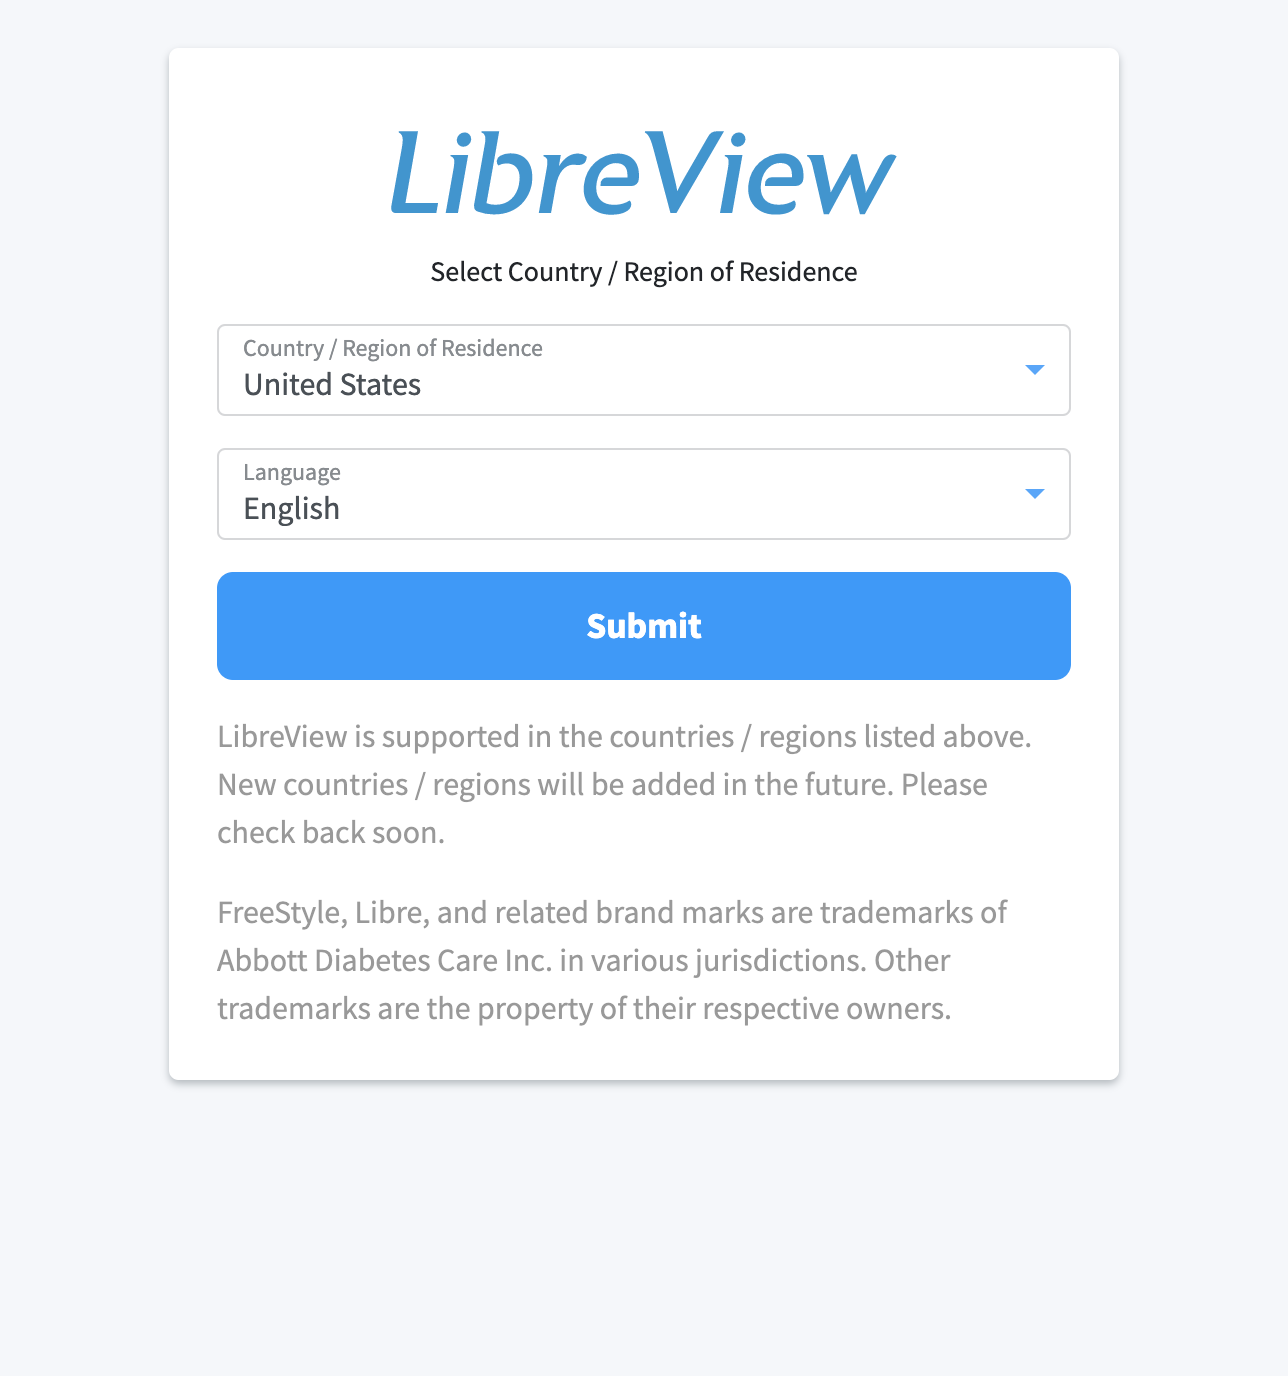 LibreView
Select Country / Region of Residence
Country / Region of Residence
United States
Language
English
Submit
LibreView is supported in the countries / regions listed above.
New countries / regions will be added in the future. Please
check back soon.
FreeStyle, Libre, and related brand marks are trademarks of
Abbott Diabetes Care Inc. in various jurisdictions. Other
trademarks are the property of their respective owners.